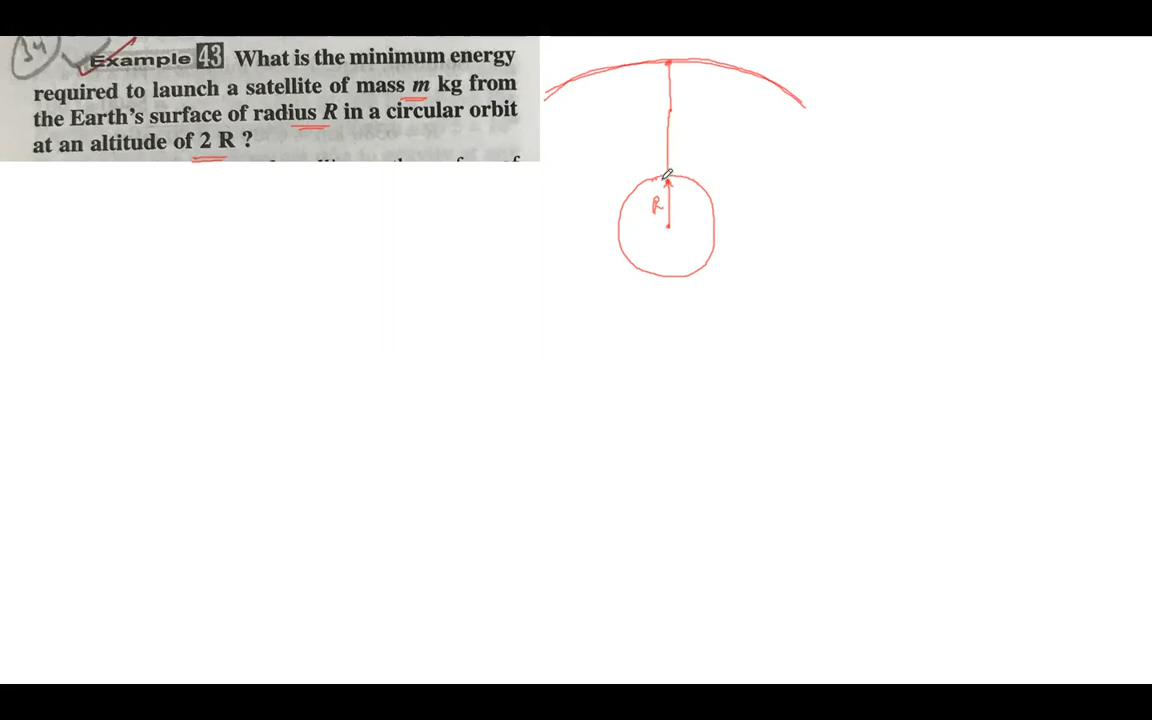 34
Example 43 What is the minimum energy
required to launch a satellite of mass m kg from
the Earth's surface of radius R in a circular orbit
at an altitude of 2 R ?
R